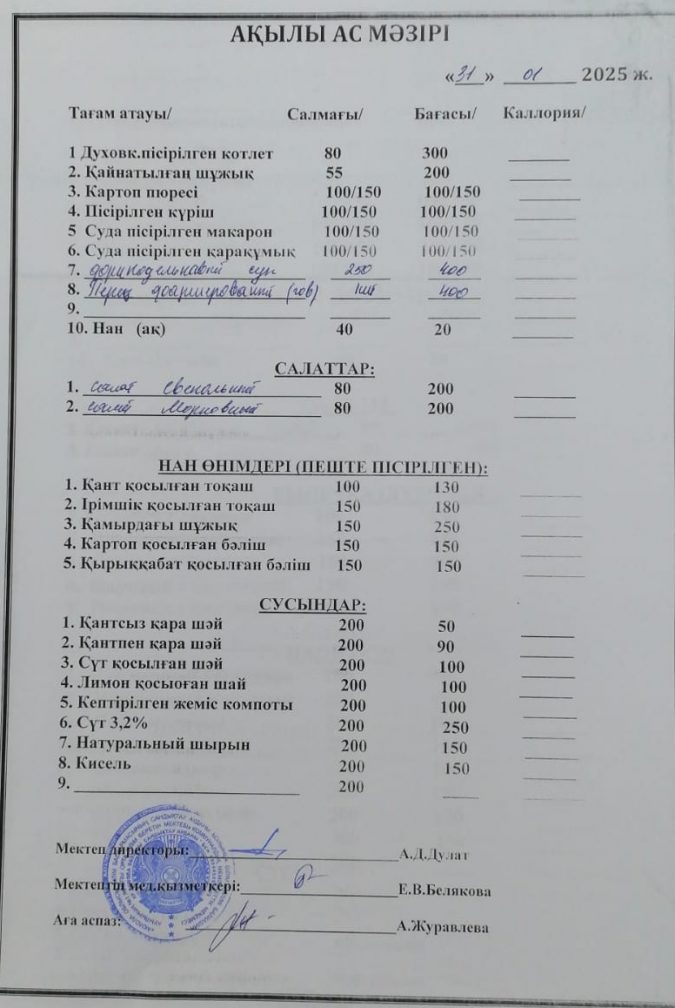 АҚЫЛЫ АС МӘЗІРІ
«31» 01 2025 ж.
Тағам атауы/ Салмағы/ Бағасы/ Каллория/
1 Духовк.пісірілген котлет 80 300
2. Қайнатылған шұжық 55 200
3. Картоп пюресі 100/150 100/150
4. Пісірілген күріш 100/150 100/150
5 Суда пісірілген макарон 100/150 100/150
6. Суда пісірілген қарақұмық 100/150 100/150
7. суп 250 400
8. Перец фаршированный (гов) 1шт 400
9.
10. Нан (ақ) 40 20
САЛАТТАР:
1. салат Свекольный 80 200
2. салат Морковный 80 200
НАН ӨНІМДЕРІ (ПЕШТЕ ПІСІРІЛГЕН):
1. Қант қосылған тоқаш 100 130
2. Ірімшік қосылған тоқаш 150 180
3. Қамырдағы шұжық 150 250
4. Картоп қосылған бәліш 150 150
5. Қырыққабат қосылған бәліш 150 150
СУСЫНДАР:
1. Қантсыз қара шәй 200 50
2. Қантпен қара шәй 200 90
3. Сүт қосылған шәй 200 100
4. Лимон қосыоған шай 200 100
5. Кептірілген жеміс компоты 200 100
6. Сүт 3,2% 200 250
7. Натуральный шырын 200 150
8. Кисель 200 150
9. 200
Мектеп директоры: А.Д.Дулат
Мектептің мед.қызметкері: Е.В.Белякова
Аға аспаз: А.Журавлева